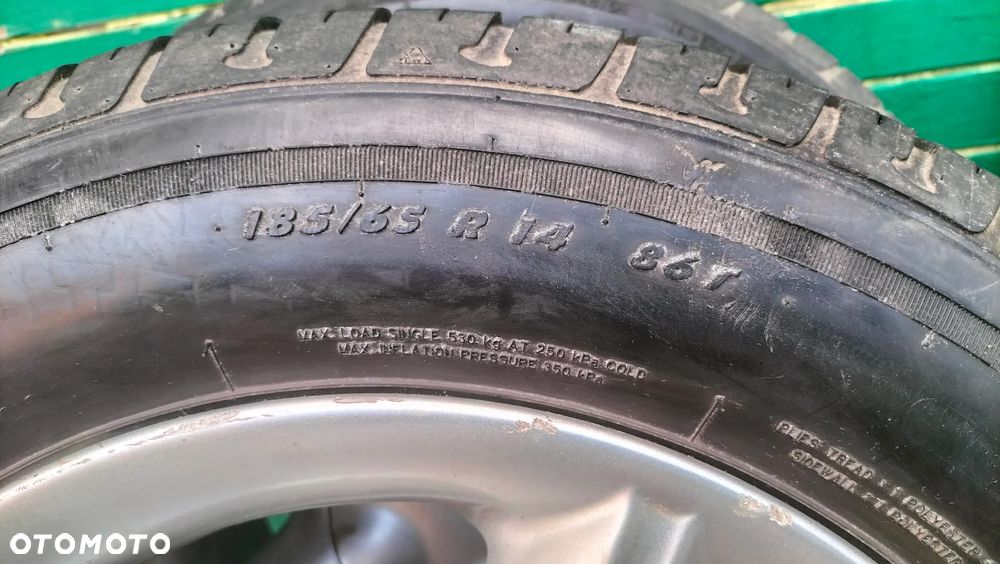 185/65 R 14 86T
MAX. LOAD SINGLE 530 kg AT 250 kPa COLD
MAX. INFLATION PRESSURE 350 kPa
PLIES: TREAD
SIDEWALL
OTOMOTO